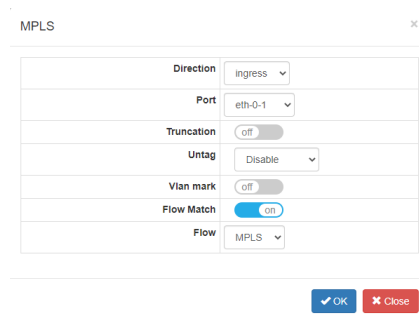 MPLS ×
Direction ingress
Port eth-0-1
Truncation off
Untag Disable
Vlan mark off
Flow Match on
Flow MPLS
OK Close